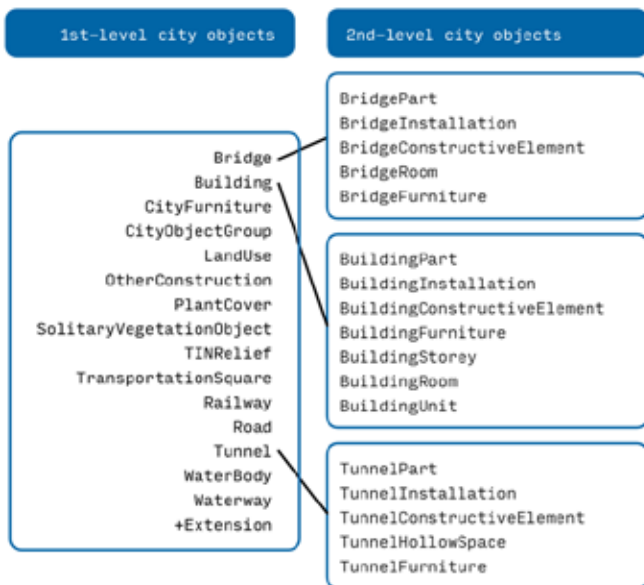 1st-level city objects
2nd-level city objects
Bridge
Building
CityFurniture
CityObjectGroup
LandUse
OtherConstruction
PlantCover
SolitaryVegetationObject
TINRelief
TransportationSquare
Railway
Road
Tunnel
WaterBody
Waterway
+Extension
BridgePart
BridgeInstallation
BridgeConstructiveElement
BridgeRoom
BridgeFurniture
BuildingPart
BuildingInstallation
BuildingConstructiveElement
BuildingFurniture
BuildingStorey
BuildingRoom
BuildingUnit
TunnelPart
TunnelInstallation
TunnelConstructiveElement
TunnelHollowSpace
TunnelFurniture